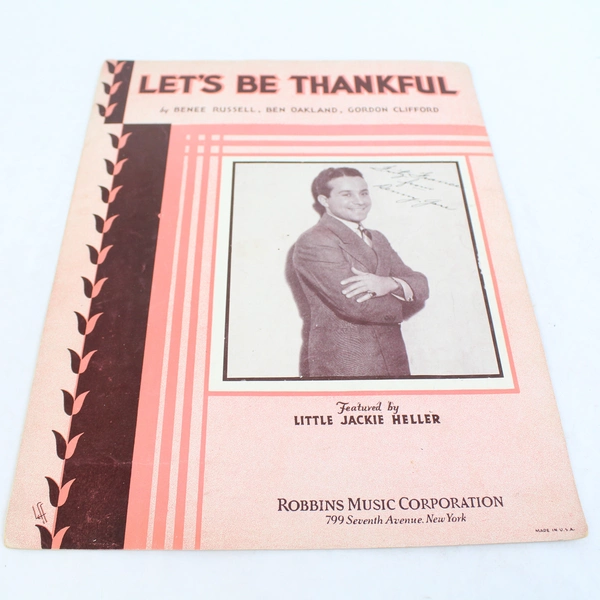 LET'S BE THANKFUL
by BENEE RUSSELL, BEN OAKLAND, GORDON CLIFFORD
Featured by
LITTLE JACKIE HELLER
ROBBINS MUSIC CORPORATION
799 Seventh Avenue. New York
MADE IN U.S.A.